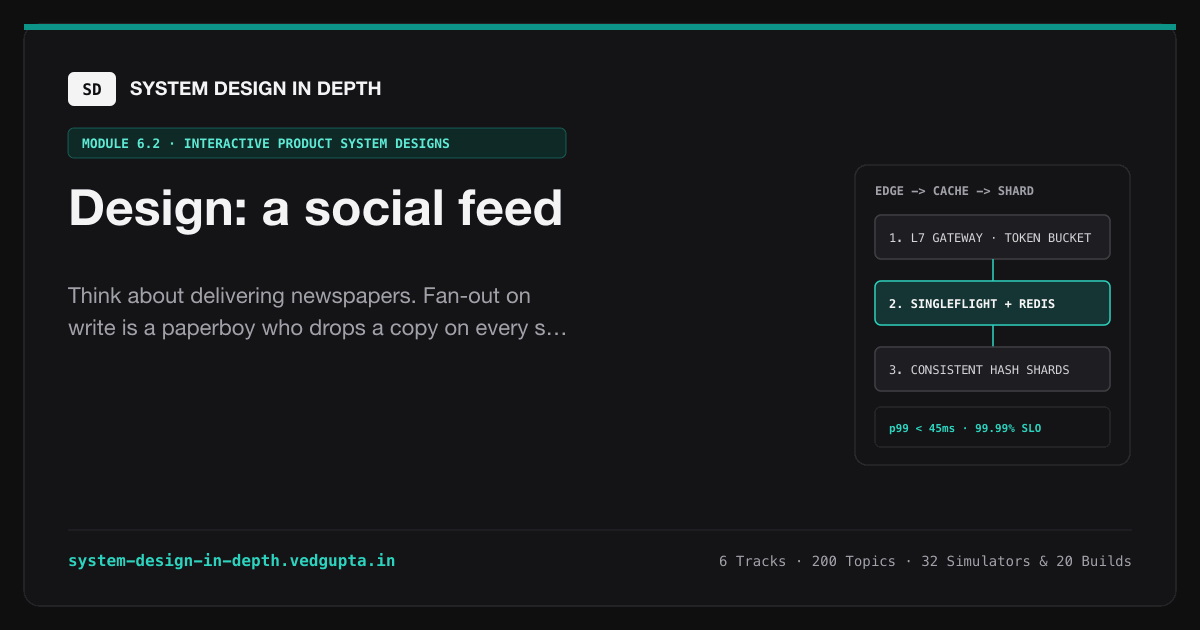 SD SYSTEM DESIGN IN DEPTH
MODULE 6.2 · INTERACTIVE PRODUCT SYSTEM DESIGNS
Design: a social feed
Think about delivering newspapers. Fan-out on
write is a paperboy who drops a copy on every s…
EDGE -> CACHE -> SHARD
1. L7 GATEWAY · TOKEN BUCKET
2. SINGLEFLIGHT + REDIS
3. CONSISTENT HASH SHARDS
p99 < 45ms · 99.99% SLO
system-design-in-depth.vedgupta.in
6 Tracks · 200 Topics · 32 Simulators & 20 Builds